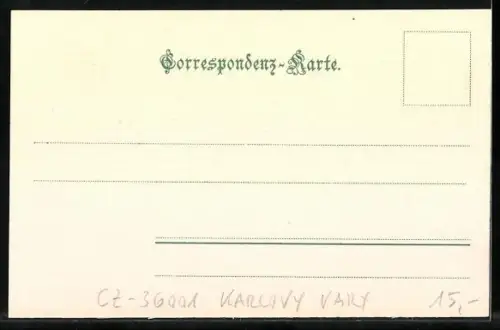 Correspondenz-Karte.
CZ-36001 KARLOVY VARY 15,-